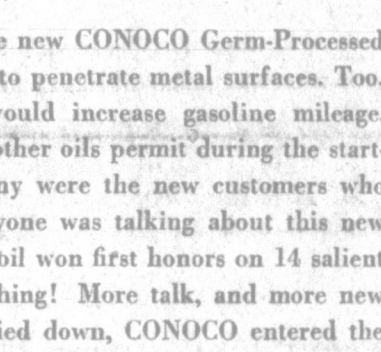 e new CONOCO Germ-Processed
to penetrate metal surfaces. Too,
would increase gasoline mileage.
other oils permit during the start-
ny were the new customers who
yone was talking about this new
oil won first honors on 14 salient
hing! More talk, and more new
ied down, CONOCO entered the